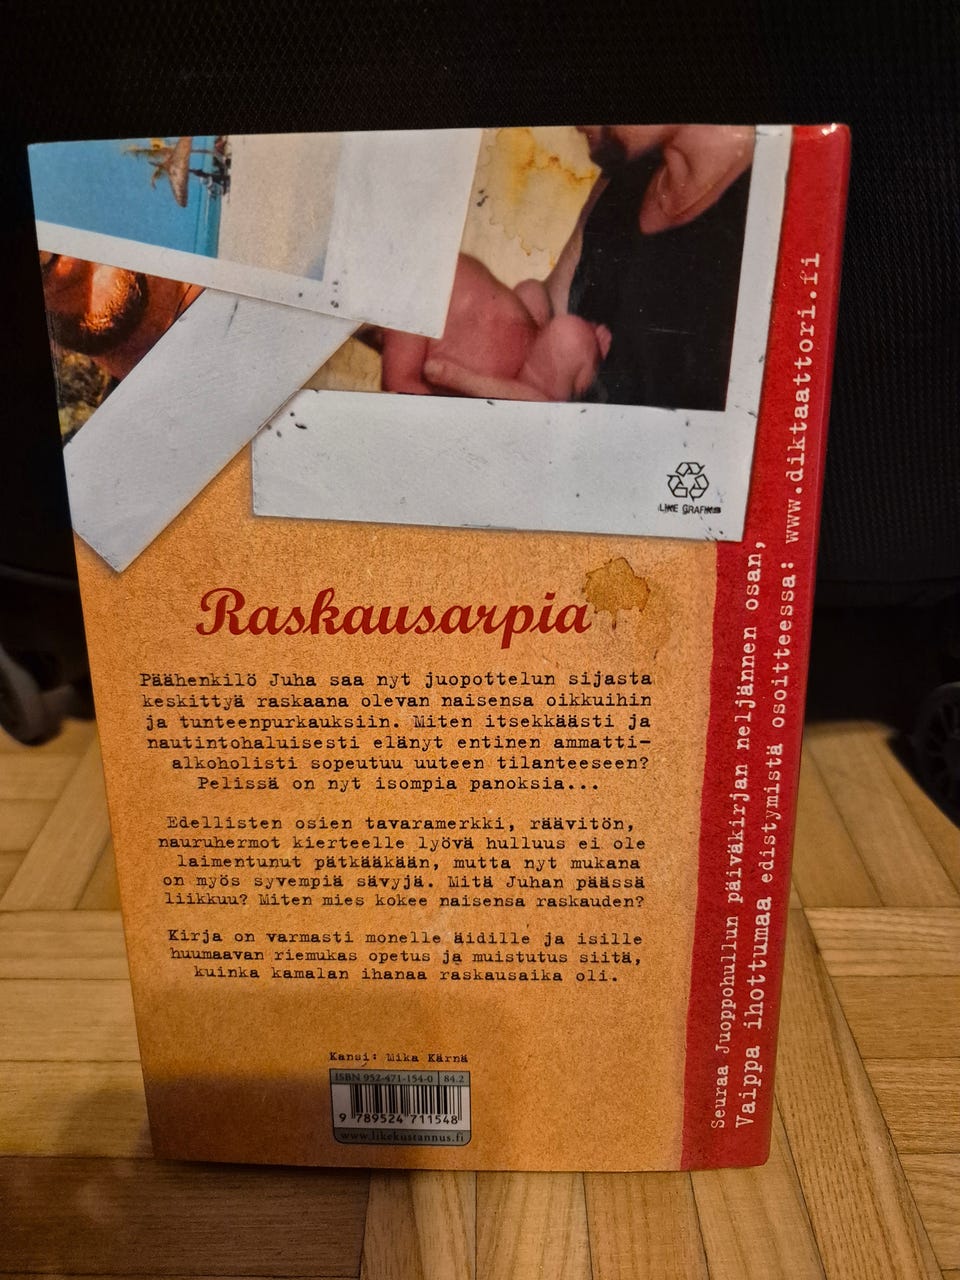 LIKE GRAFIKS
Raskausarpia
Päähenkilö Juha saa nyt juopottelun sijasta
keskittyä raskaana olevan naisensa oikkuihin
ja tunteenpurkauksiin. Miten itsekkäästi ja
nautintohaluisesti elänyt entinen ammatti-
alkoholisti sopeutuu uuteen tilanteeseen?
Pelissä on nyt isompia panoksia...
Edellisten osien tavaramerkki, räävitön,
nauruhermot kierteelle lyövä hulluus ei ole
laimentunut pätkääkään, mutta nyt mukana
on myös syvempiä sävyjä. Mitä Juhan päässä
liikkuu? Miten mies kokee naisensa raskauden?
Kirja on varmasti monelle äidille ja isille
huumaavan riemukas opetus ja muistutus siitä,
kuinka kamalan ihanaa raskausaika oli.
Kansi: Mika Kärnä
ISBN 952-471-154-0 84.2
9 789524 711548
www.likekustannus.fi
Seuraa Juoppohullun päiväkirjan neljännen osan,
Vaippa ihottumaa edistymistä osoitteessa: www.diktaattori.fi